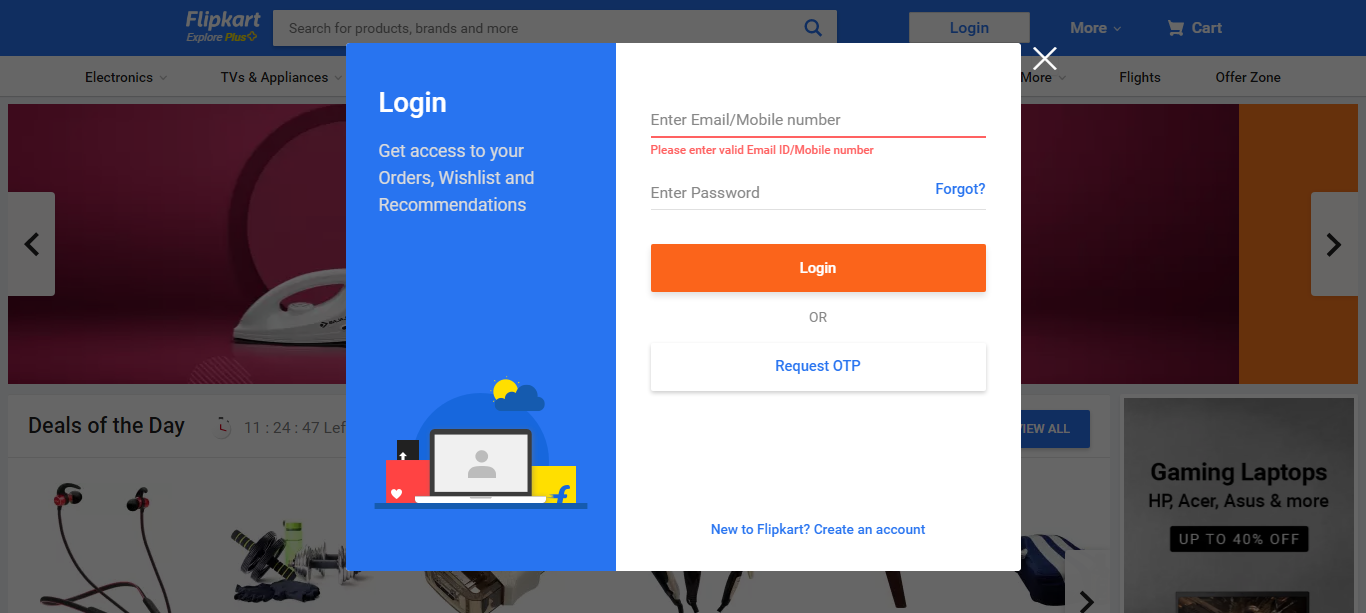 Flipkart
Explore Plus
Search for products, brands and more
Login
More
Cart
Electronics
TVs & Appliances
More
Flights
Offer Zone
Login
Get access to your
Orders, Wishlist and
Recommendations
Enter Email/Mobile number
Please enter valid Email ID/Mobile number
Enter Password
Forgot?
Login
OR
Request OTP
New to Flipkart? Create an account
Deals of the Day
11 : 24 : 47 Lef
VIEW ALL
Gaming Laptops
HP, Acer, Asus & more
UP TO 40% OFF